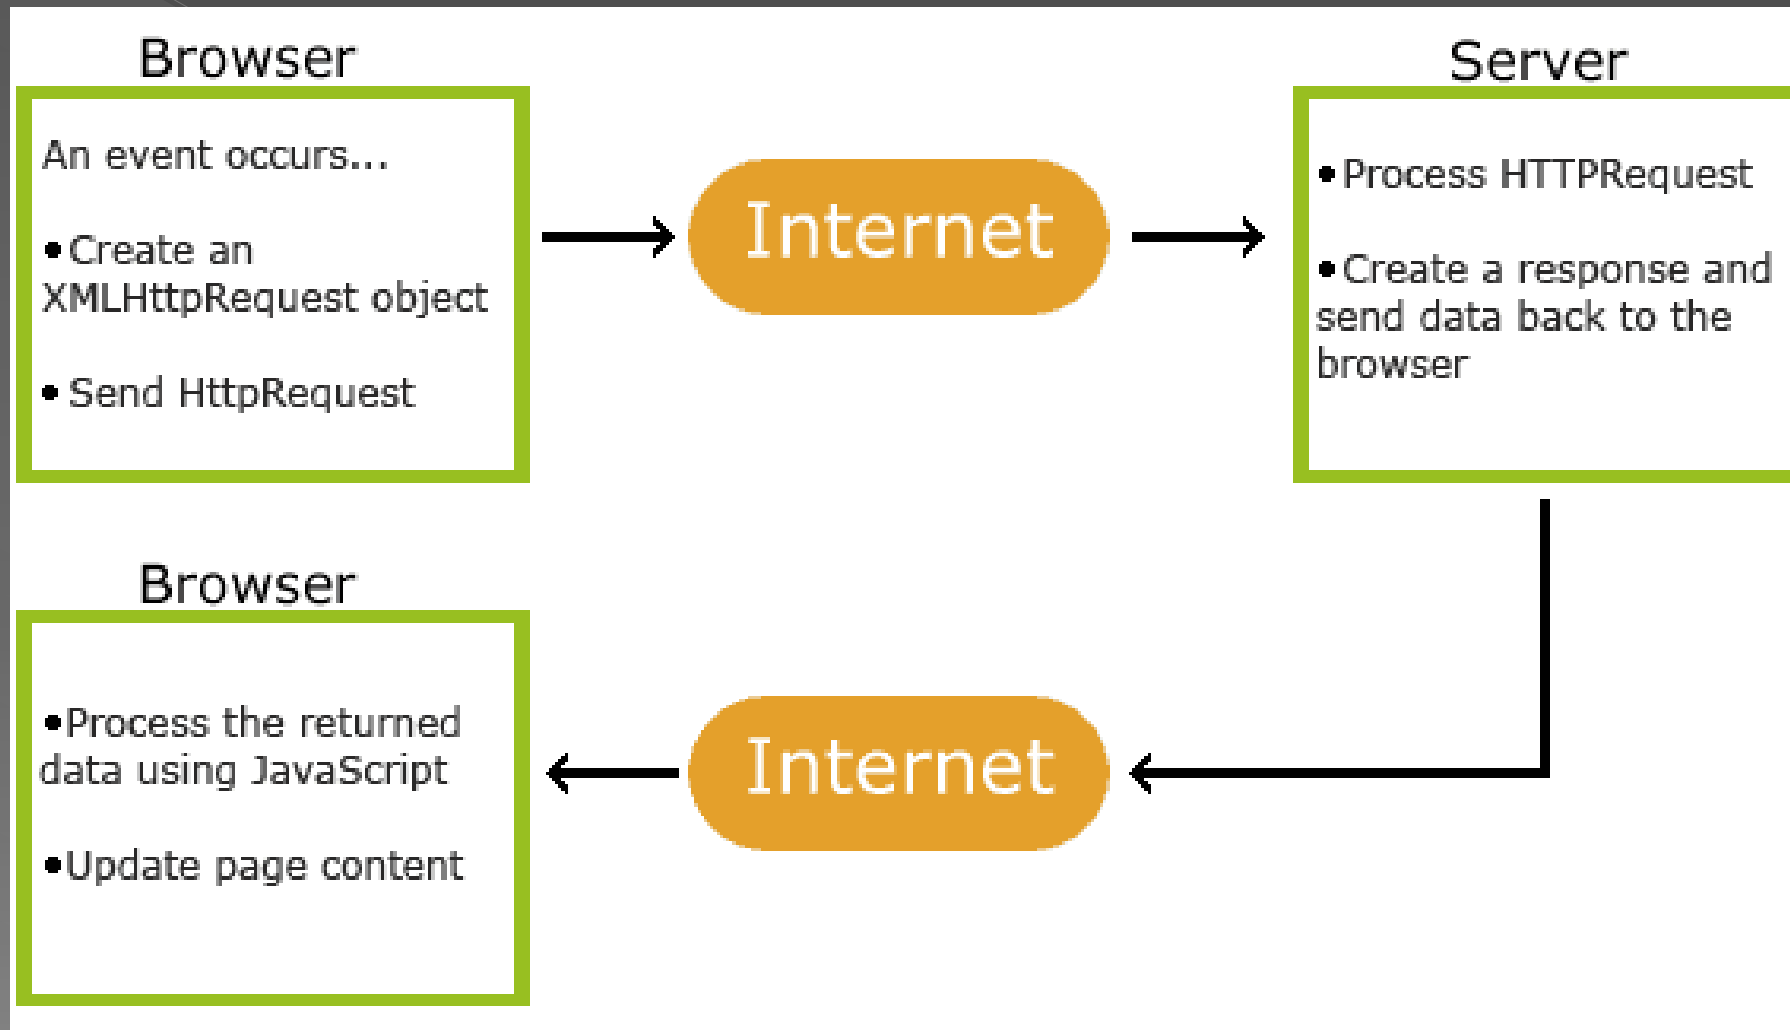 Browser
An event occurs...
•Create an
XMLHttpRequest object
• Send HttpRequest
Internet
Server
•Process HTTPRequest
•Create a response and
send data back to the
browser
Browser
•Process the returned
data using JavaScript
•Update page content
Internet